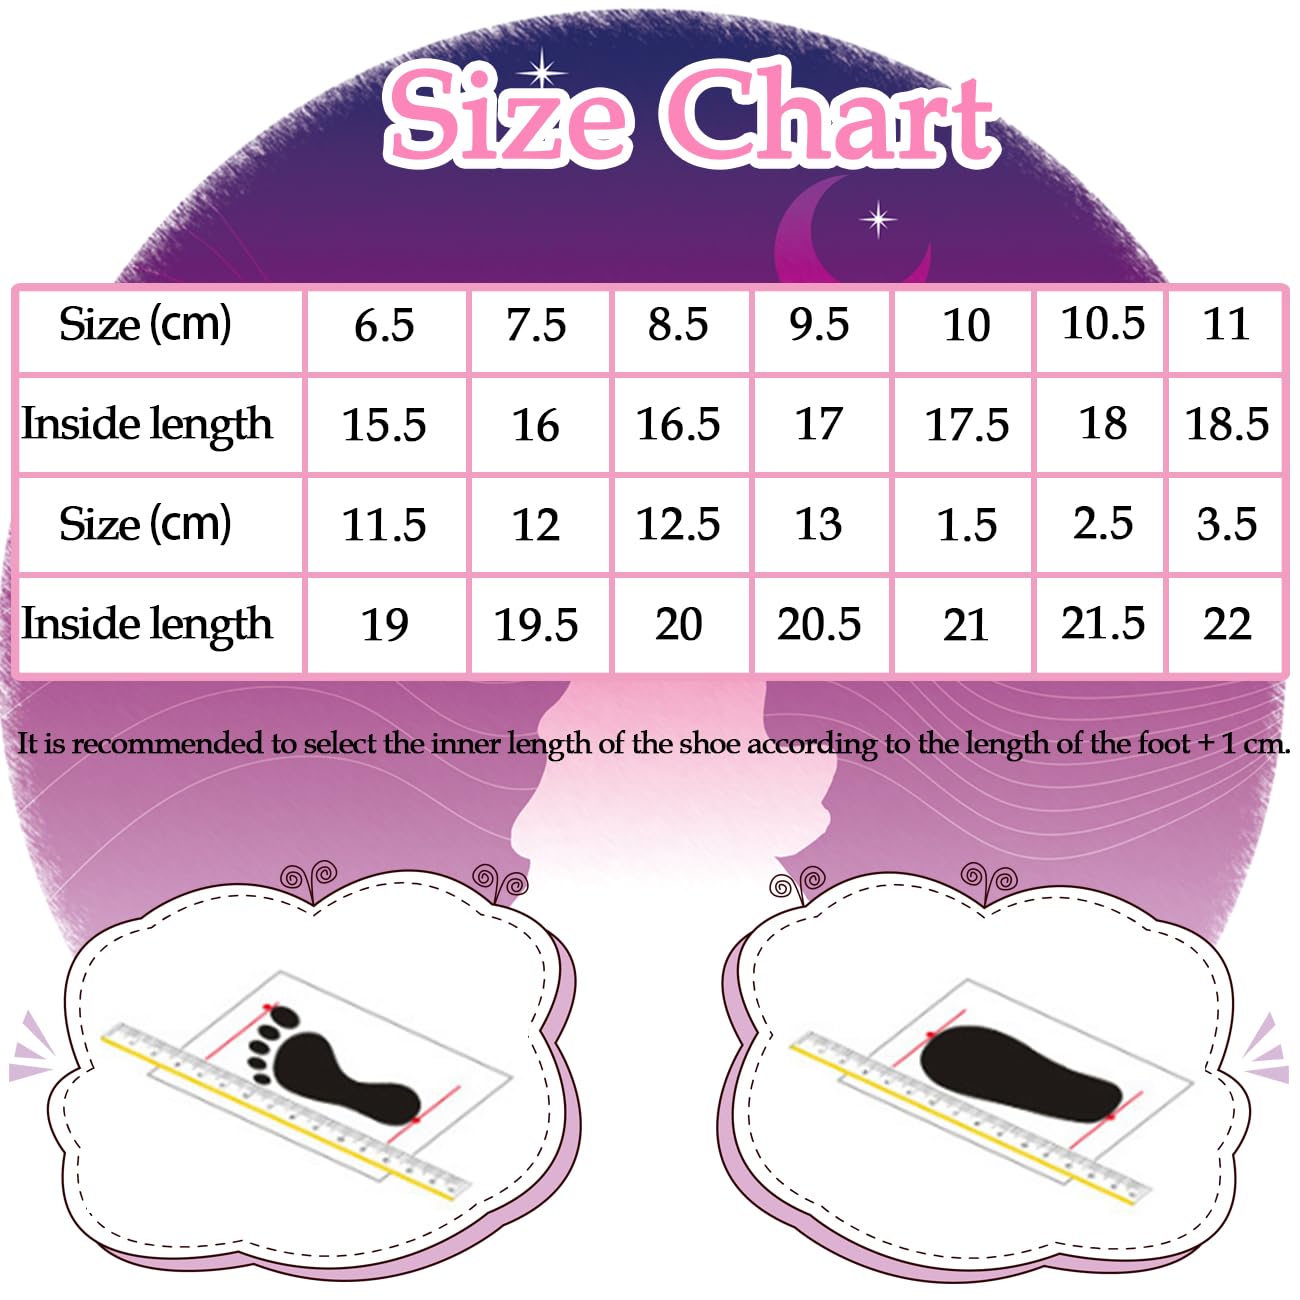 Size Chart
Size (cm) 6.5 7.5 8.5 9.5 10 10.5 11
Inside length 15.5 16 16.5 17 17.5 18 18.5
Size (cm) 11.5 12 12.5 13 1.5 2.5 3.5
Inside length 19 19.5 20 20.5 21 21.5 22
It is recommended to select the inner length of the shoe according to the length of the foot + 1 cm.